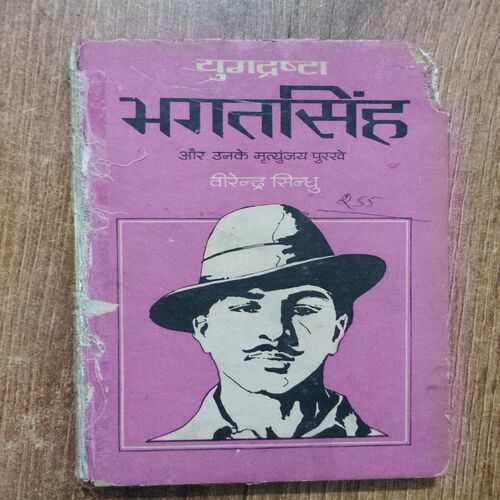 युगद्रष्टा
भगतसिंह
और उनके मृत्युंजय पुरखे
वीरेन्द्र सिन्धु